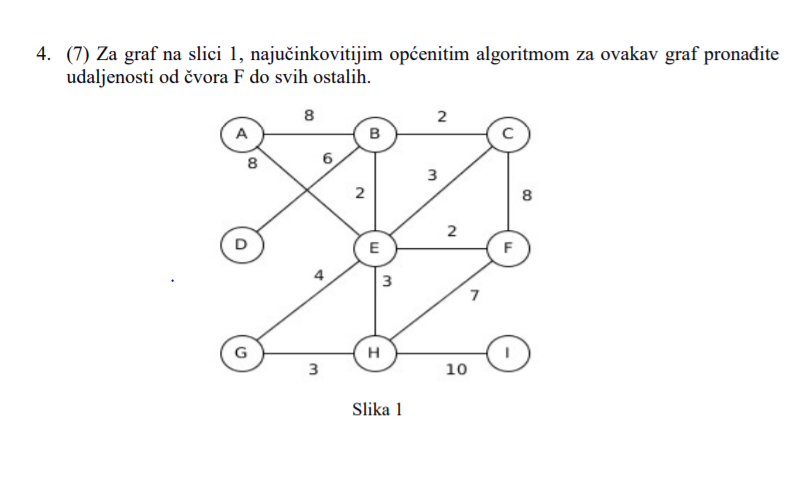 4. (7) Za graf na slici 1, najučinkovitijim općenitim algoritmom za ovakav graf pronađite
udaljenosti od čvora F do svih ostalih.
8 2
A B C
8 6 3
2 8
2
D E F
4 3 7
G H I
3 10
Slika 1